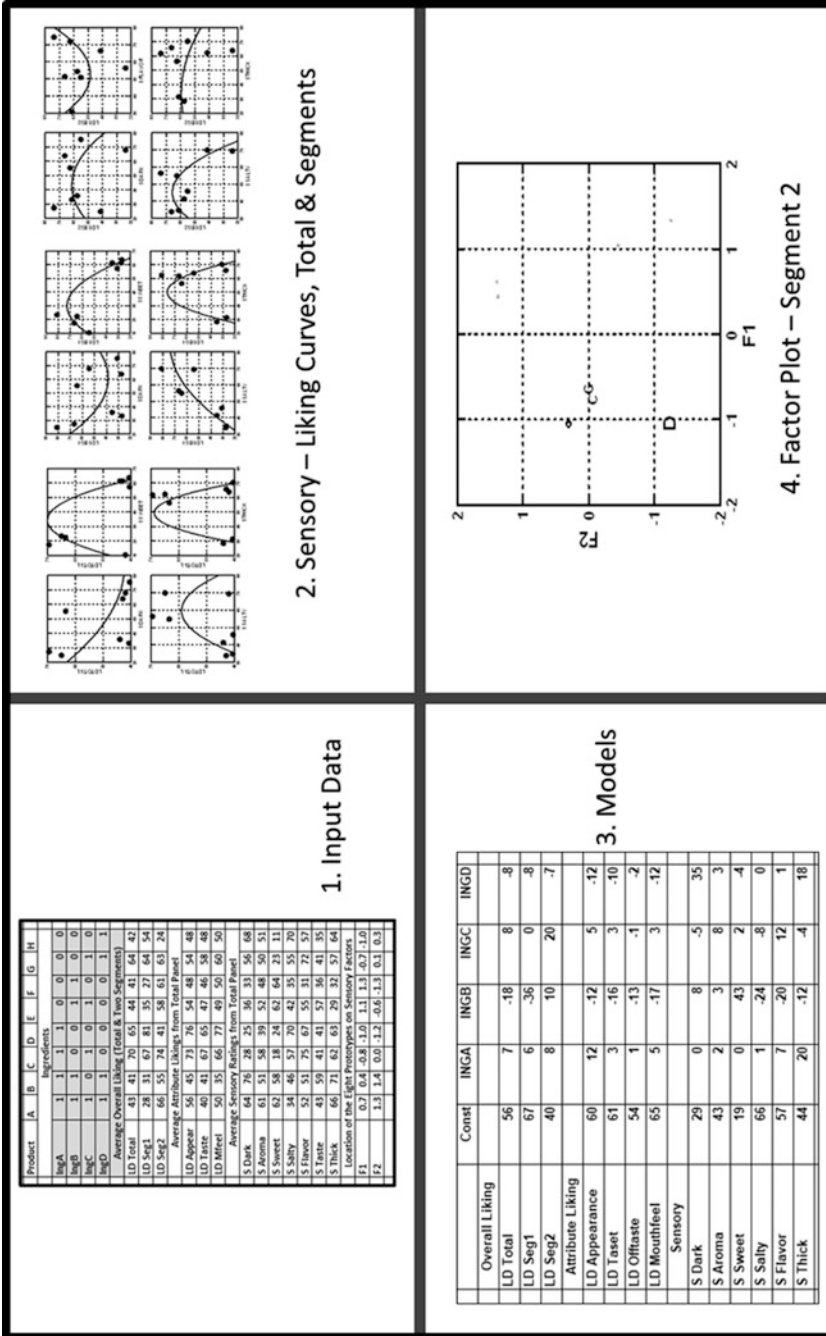 Product A B C D E F G H
Ingredients
IngA 1 1 1 1 0 0 0 0
IngB 1 1 0 0 1 1 0 0
IngC 1 0 1 0 1 0 1 0
IngD 1 1 0 0 0 0 1 1
Average Overall Liking (Total & Two Segments)
LD Total 43 41 70 65 44 41 64 42
LD Seg1 28 31 67 81 35 27 64 54
LD Seg2 66 55 74 41 58 61 63 24
Average Attribute Likings from Total Panel
LD Appear 56 45 73 76 54 48 54 48
LD Taste 40 41 67 65 47 46 58 48
LD Mfeel 50 35 66 77 49 50 60 50
Average Sensory Ratings from Total Panel
S Dark 64 76 28 25 36 33 56 68
S Aroma 61 51 58 39 52 48 50 51
S Sweet 62 58 18 24 62 64 23 11
S Salty 34 46 57 70 42 35 55 70
S Flavor 52 51 75 67 55 31 72 57
S Taste 43 59 41 41 57 36 41 35
S Thick 66 71 62 63 29 32 57 64
Location of the Eight Prototypes on Sensory Factors
F1 0.7 0.4 -0.8 -1.0 1.1 1.3 -0.7 -1.0
F2 1.3 1.4 0.0 -1.2 -0.6 -1.3 0.1 0.3
1. Input Data
2. Sensory – Liking Curves, Total & Segments
Const INGA INGB INGC INGD
Overall Liking
LD Total 56 7 -18 8 -8
LD Seg1 67 6 -36 0 -8
LD Seg2 40 8 10 20 -7
Attribute Liking
LD Appearance 60 12 -12 5 -12
LD Taset 61 3 -16 3 -10
LD Offtaste 54 1 -13 -1 -2
LD Mouthfeel 65 5 -17 3 -12
Sensory
S Dark 29 0 8 -5 35
S Aroma 43 2 3 8 3
S Sweet 19 0 43 2 -4
S Salty 66 1 -24 -8 0
S Flavor 57 7 -20 12 1
S Thick 44 20 -12 -4 18
3. Models
2
1
F2 0
-1
-2
C G
D
-2 -1 0 1 2
F1
4. Factor Plot – Segment 2